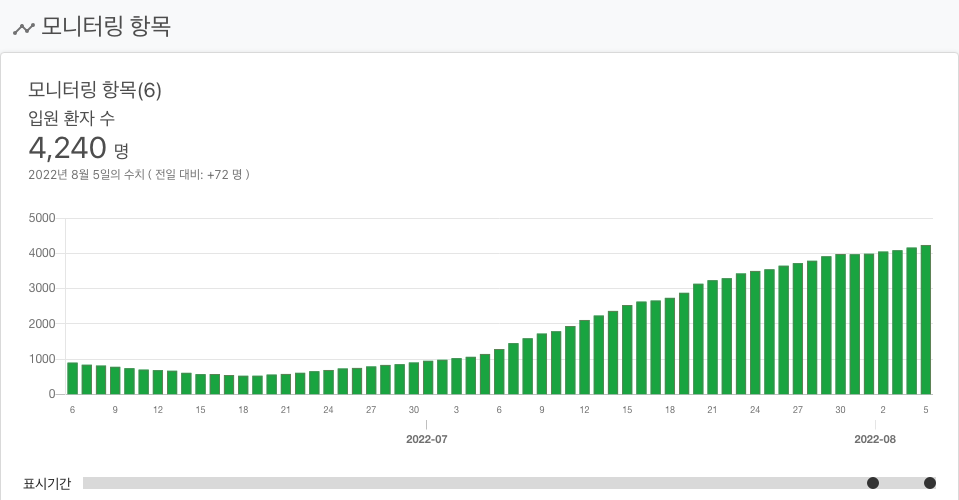 모니터링 항목
모니터링 항목(6)
입원 환자 수
4,240 명
2022년 8월 5일의 수치 ( 전일 대비: +72 명 )
5000
4000
3000
2000
1000
0
6 9 12 15 18 21 24 27 30 3 6 9 12 15 18 21 24 27 30 2 5
2022-07 2022-08
표시기간